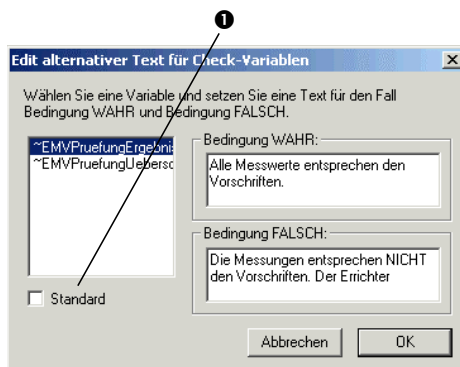 ❶
Edit alternativer Text für Check-Variablen
Wählen Sie eine Variable und setzen Sie eine Text für den Fall
Bedingung WAHR und Bedingung FALSCH.
~EMVPruefungErgebnis
~EMVPruefungUebersc
Bedingung WAHR:
Alle Messwerte entsprechen den
Vorschriften.
Bedingung FALSCH:
Die Messungen entsprechen NICHT
den Vorschriften. Der Errichter
Standard
Abbrechen
OK